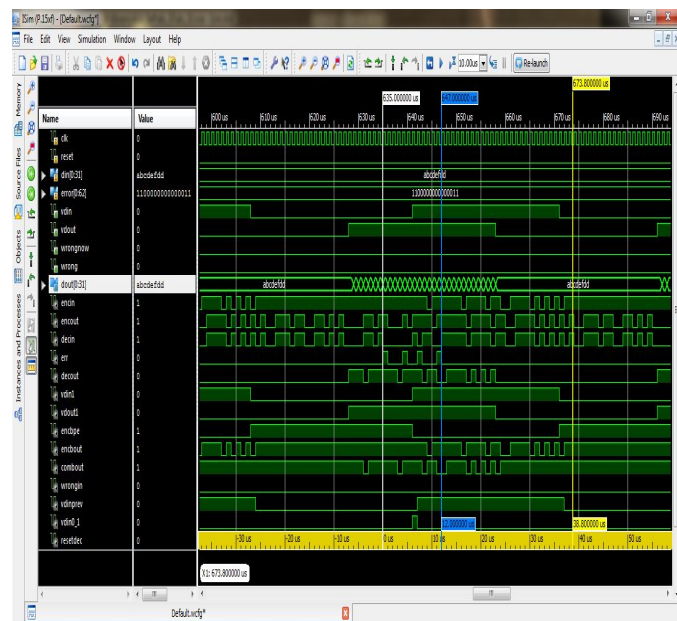 ISim (P.15xf) - [Default.wcfg*]
File Edit View Simulation Window Layout Help
10.00us Re-launch
673.800000 us
635.000000 us 647.000000 us
Name Value
600 us 610 us 620 us 630 us 640 us 650 us 660 us 670 us 680 us 690 us
clk 0
reset 0
din[0:31] abcdefdd abcdefdd
error[0:62] 1100000000000011 1100000000000011
vdin 0
vdout 0
wrongnow 0
wrong 0
dout[0:31] abcdefdd abcdefdd abcdefdd
encin 1
encout 1
decin 1
err 0
decout 0
vdin1 0
vdout1 0
encbpe 1
encbout 1
combout 1
wrongin 0
vdinprev 0
vdin0_1 0
resetdec 0
12.000000 us 38.800000 us
-30 us -20 us -10 us 0 us 10 us 20 us 30 us 40 us 50 us
X1: 673.800000 us
Default.wcfg*
Memory
Source Files
Objects
Instances and Processes